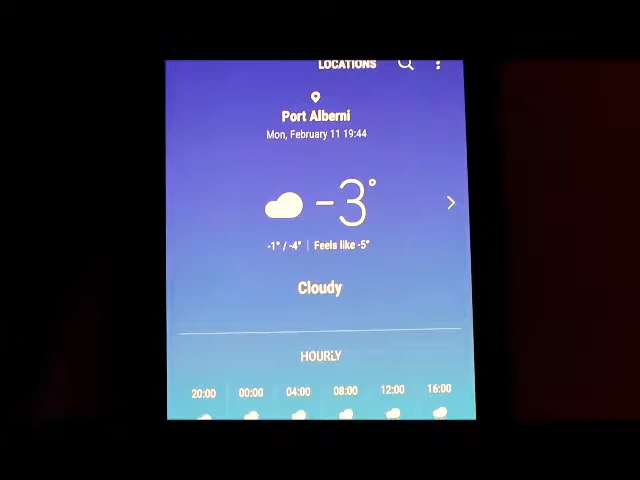 LOCATIONS
Port Alberni
Mon, February 11 19:44
-3°
-1° / -4° | Feels like -5°
Cloudy
HOURLY
20:00 00:00 04:00 08:00 12:00 16:00